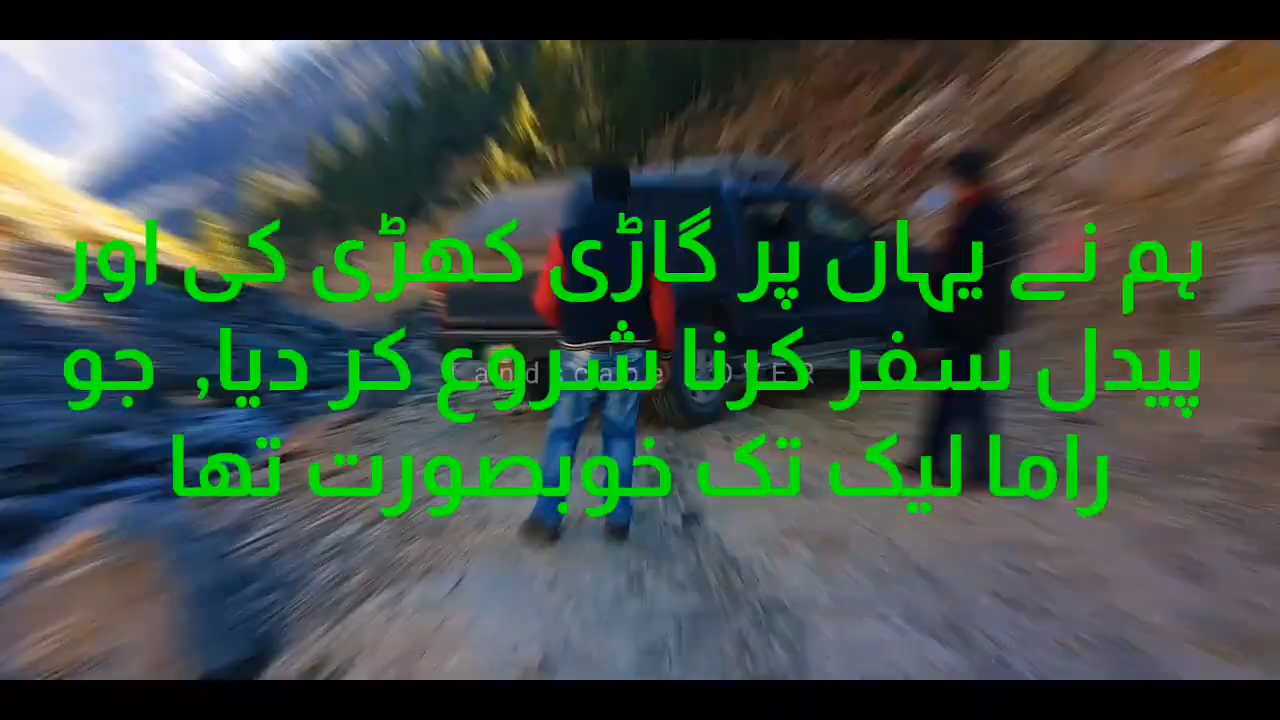 ہم نے یہاں پر گاڑی کھڑی کی اور
پیدل سفر کرنا شروع کر دیا, جو
راما لیک تک خوبصورت تھا